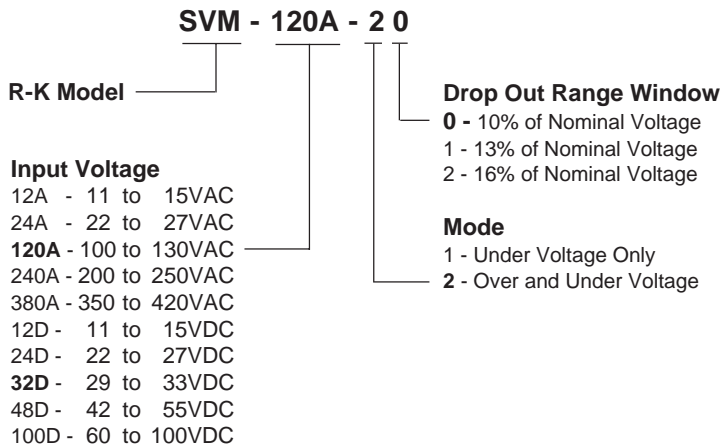 SVM - 120A - 2 0
R-K Model
Input Voltage
12A - 11 to 15VAC
24A - 22 to 27VAC
120A - 100 to 130VAC
240A - 200 to 250VAC
380A - 350 to 420VAC
12D - 11 to 15VDC
24D - 22 to 27VDC
32D - 29 to 33VDC
48D - 42 to 55VDC
100D - 60 to 100VDC
Drop Out Range Window
0 - 10% of Nominal Voltage
1 - 13% of Nominal Voltage
2 - 16% of Nominal Voltage
Mode
1 - Under Voltage Only
2 - Over and Under Voltage